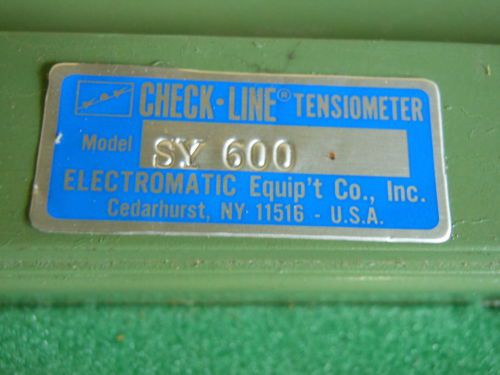 CHECK·LINE® TENSIOMETER
Model SY 600
ELECTROMATIC Equip't Co., Inc.
Cedarhurst, NY 11516 - U.S.A.